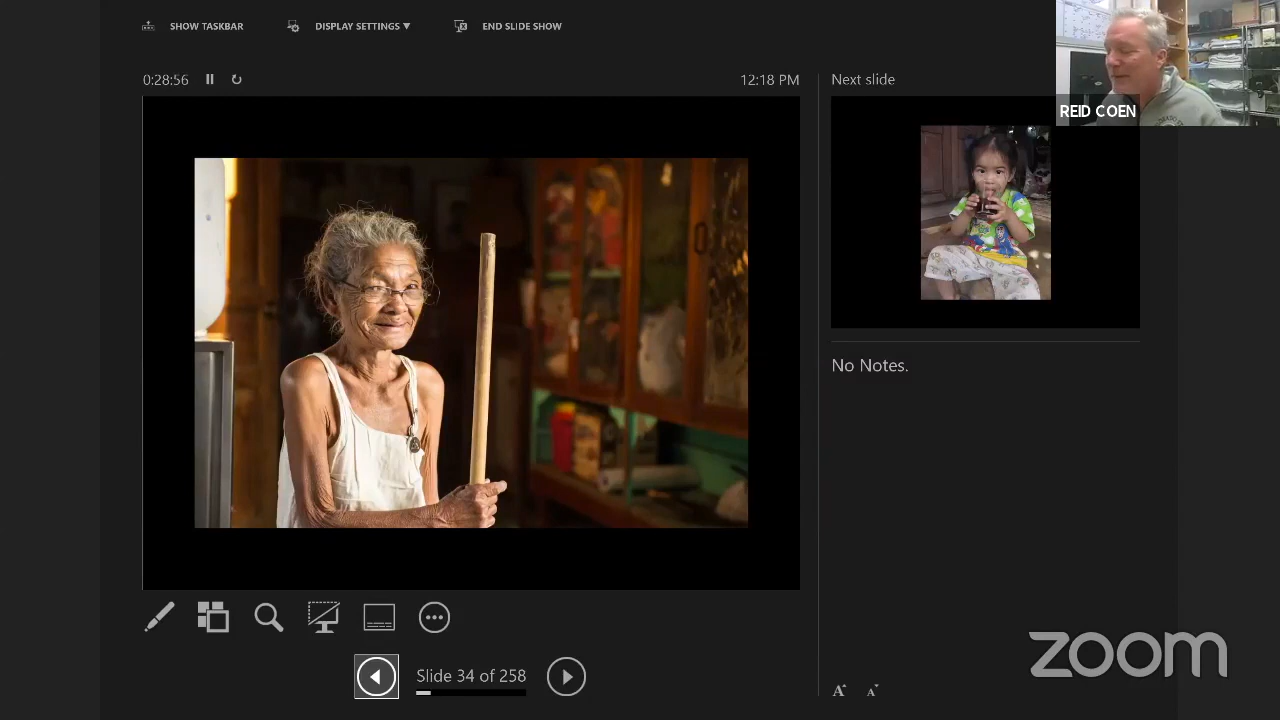 SHOW TASKBAR
DISPLAY SETTINGS ▼
END SLIDE SHOW
0:28:56
12:18 PM
Next slide
REID COEN
No Notes.
Slide 34 of 258
A A
zoom